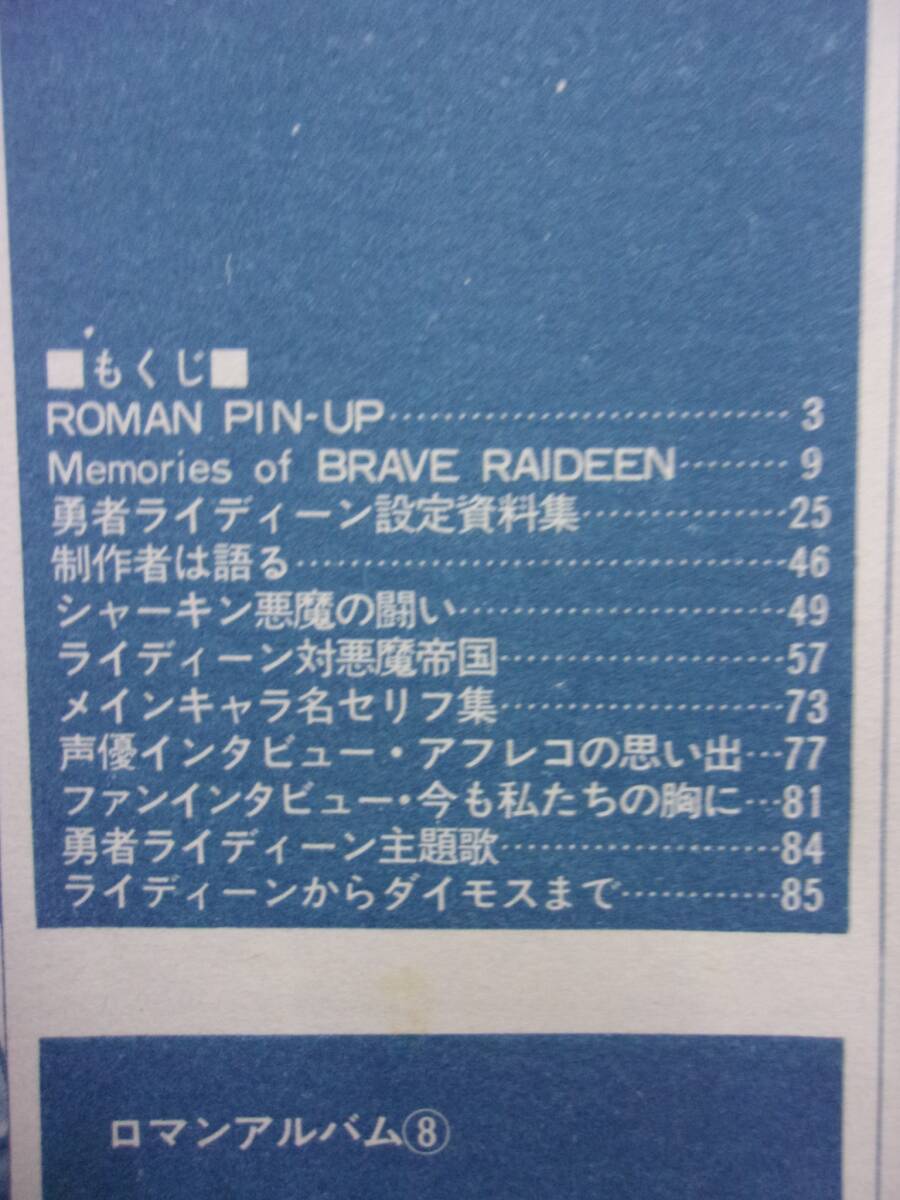 ■もくじ■
ROMAN PIN-UP……………………………3
Memories of BRAVE RAIDEEN………9
勇者ライディーン設定資料集……………25
制作者は語る………………………………46
シャーキン悪魔の闘い……………………49
ライディーン対悪魔帝国…………………57
メインキャラ名セリフ集…………………73
声優インタビュー・アフレコの思い出…77
ファンインタビュー・今も私たちの胸に…81
勇者ライディーン主題歌…………………84
ライディーンからダイモスまで…………85
ロマンアルバム⑧